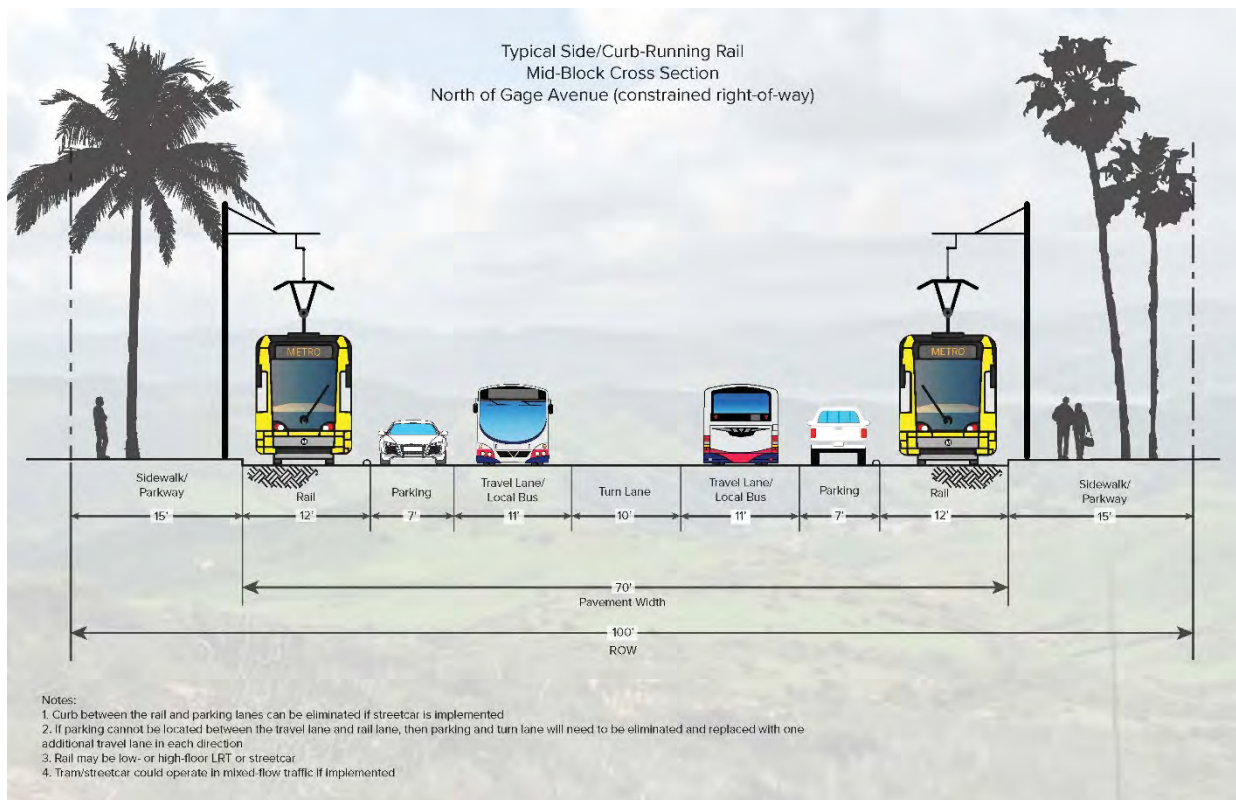 Typical Side/Curb-Running Rail
Mid-Block Cross Section
North of Gage Avenue (constrained right-of-way)
METRO
METRO
Sidewalk/
Parkway
Rail
Parking
Travel Lane/
Local Bus
Turn Lane
Travel Lane/
Local Bus
Parking
Rail
Sidewalk/
Parkway
15'
12'
7'
11'
10'
11'
7'
12'
15'
70'
Pavement Width
100'
ROW
Notes:
1. Curb between the rail and parking lanes can be eliminated if streetcar is implemented
2. If parking cannot be located between the travel lane and rail lane, then parking and turn lane will need to be eliminated and replaced with one
additional travel lane in each direction
3. Rail may be low- or high-floor LRT or streetcar
4. Tram/streetcar could operate in mixed-flow traffic if implemented